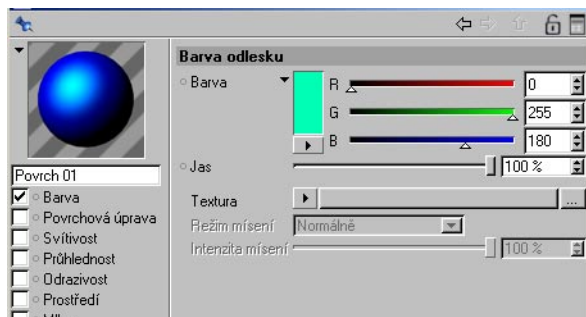 Barva odlesku
Barva
R
0
G
255
B
180
Jas
100 %
Textura
...
Režim mísení
Normálně
Intenzita mísení
100 %
Povrch 01
Barva
Povrchová úprava
Svítivost
Průhlednost
Odrazivost
Prostředí